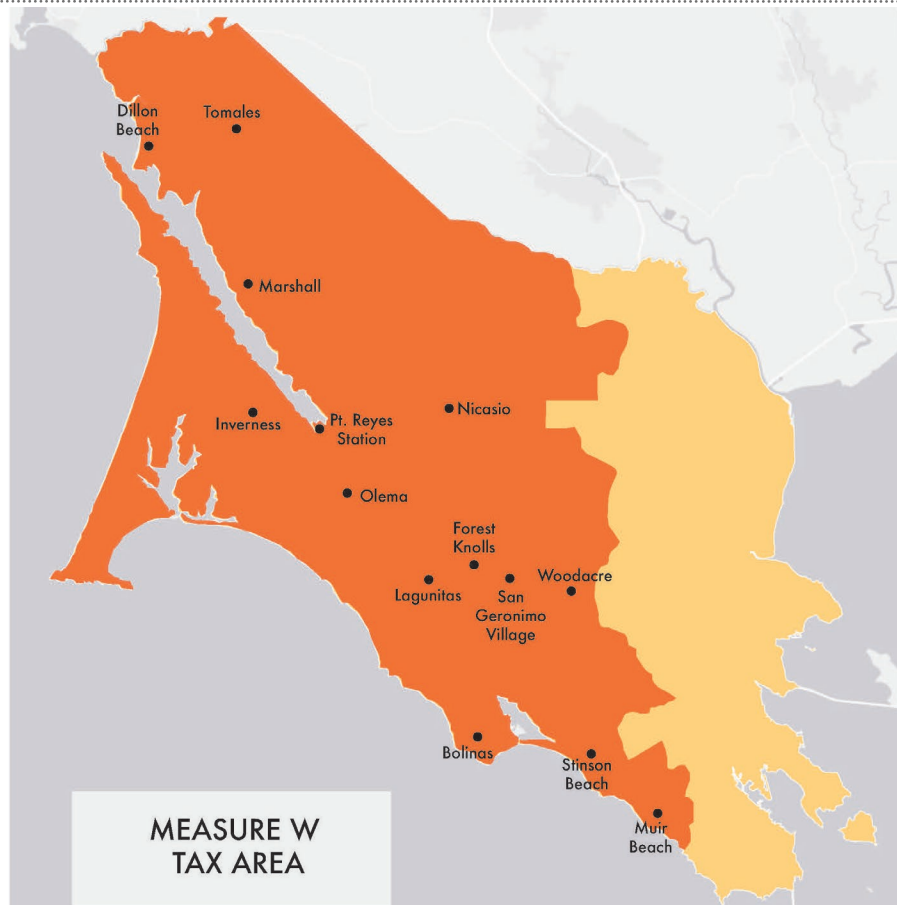 Dillon
Beach
Tomales
Marshall
Inverness
Pt. Reyes
Station
Nicasio
Olema
Forest
Knolls
Lagunitas
San
Geronimo
Village
Woodacre
Bolinas
Stinson
Beach
Muir
Beach
MEASURE W
TAX AREA